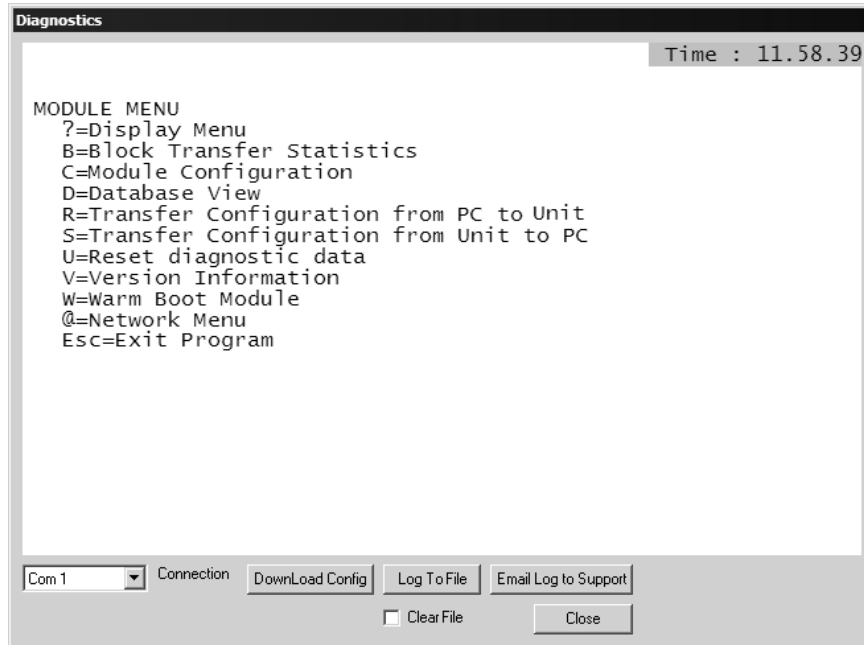 Diagnostics
Time : 11.58.39
MODULE MENU
?=Display Menu
B=Block Transfer Statistics
C=Module Configuration
D=Database View
R=Transfer Configuration from PC to Unit
S=Transfer Configuration from Unit to PC
U=Reset diagnostic data
V=Version Information
W=Warm Boot Module
@=Network Menu
Esc=Exit Program
Com 1
Connection
DownLoad Config
Log To File
Email Log to Support
Clear File
Close